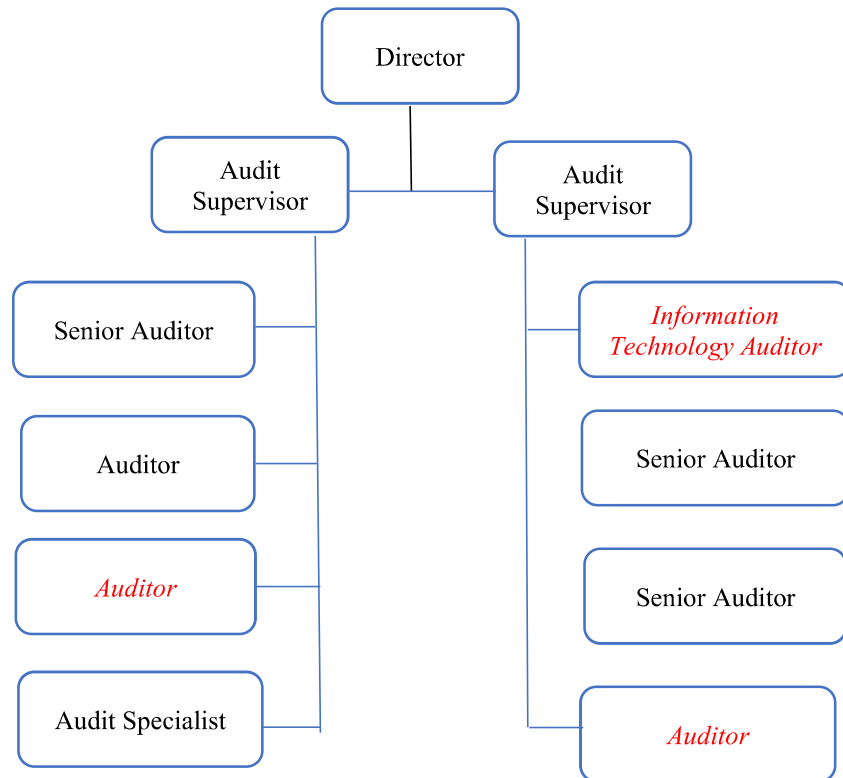 Director
Audit
Supervisor
Audit
Supervisor
Senior Auditor
Auditor
Auditor
Audit Specialist
Information
Technology Auditor
Senior Auditor
Senior Auditor
Auditor